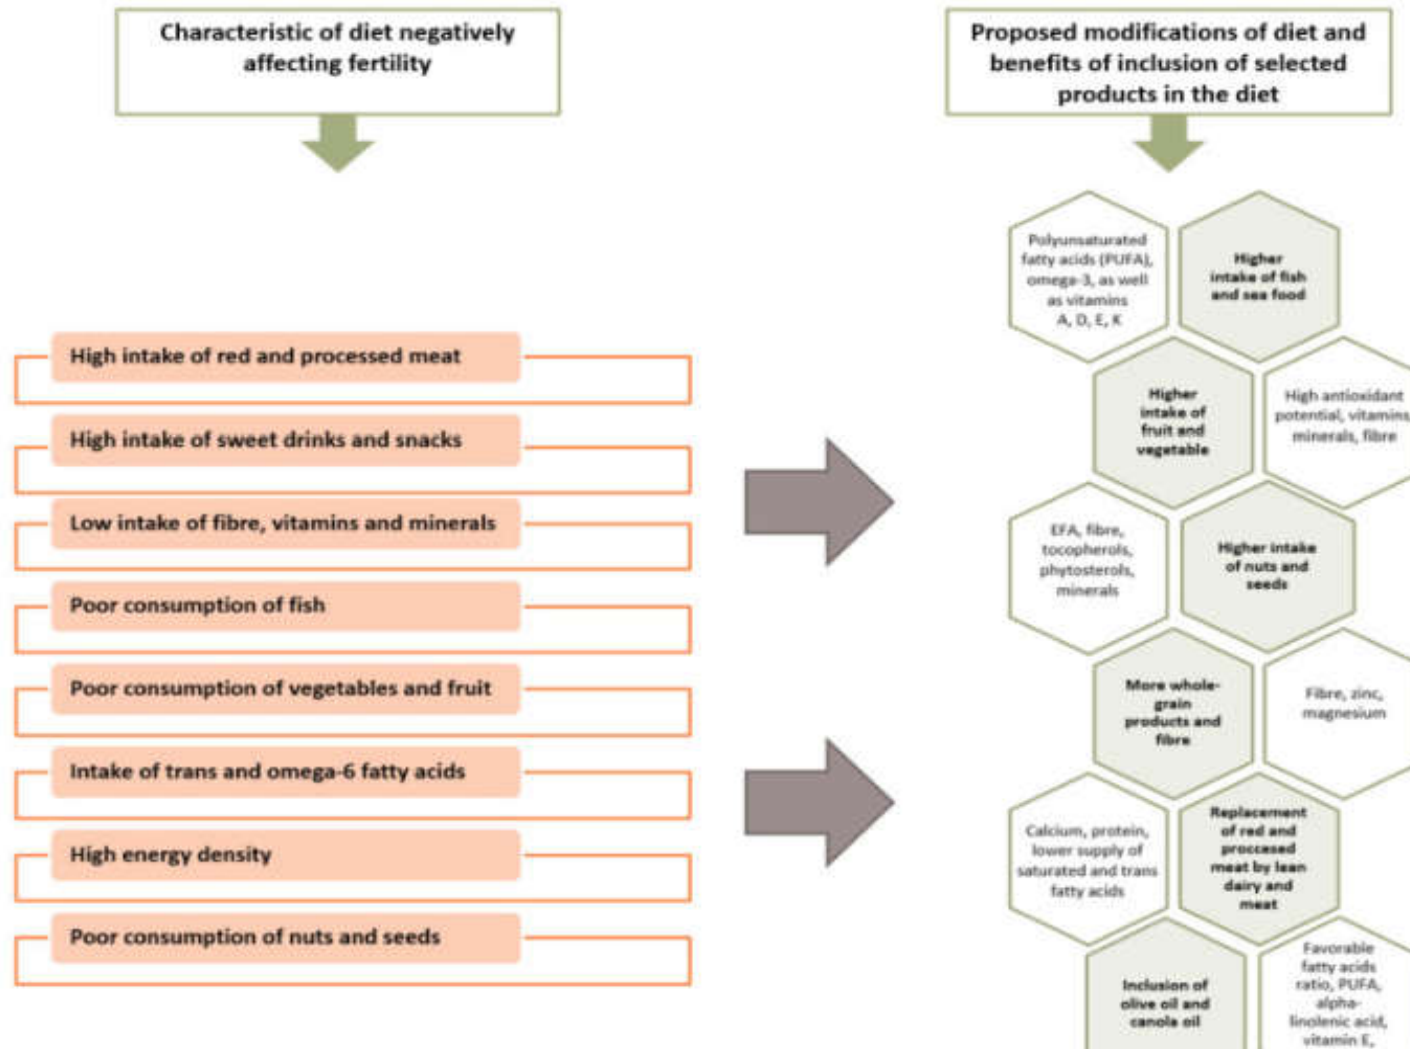 Characteristic of diet negatively
affecting fertility
High intake of red and processed meat
High intake of sweet drinks and snacks
Low intake of fibre, vitamins and minerals
Poor consumption of fish
Poor consumption of vegetables and fruit
Intake of trans and omega-6 fatty acids
High energy density
Poor consumption of nuts and seeds
Proposed modifications of diet and
benefits of inclusion of selected
products in the diet
Polyunsaturated
fatty acids (PUFA),
omega-3, as well
as vitamins
A, D, E, K
Higher
intake of fish
and sea food
Higher
intake of
fruit and
vegetable
High antioxidant
potential, vitamins
minerals, fibre
EFA, fibre,
tocopherols,
phytosterols,
minerals
Higher intake
of nuts and
seeds
More whole-
grain
products and
fibre
Fibre, zinc,
magnesium
Calcium, protein,
lower supply of
saturated and trans
fatty acids
Replacement
of red and
proccesed
meat by lean
dairy and
meat
Inclusion of
olive oil and
canola oil
Favorable
fatty acids
ratio, PUFA,
alpha-
linolenic acid,
vitamin E,